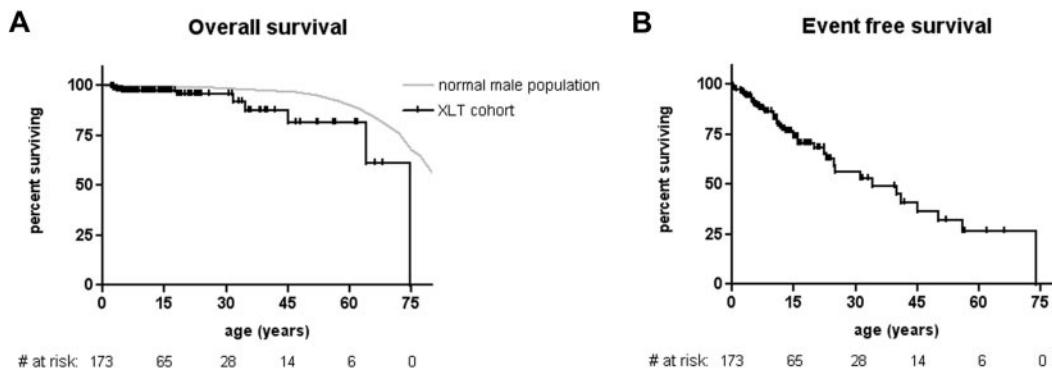 A
Overall survival
percent surviving
100
75
50
25
0
0 15 30 45 60 75
age (years)
# at risk: 173 65 28 14 6 0
normal male population
XLT cohort
B
Event free survival
percent surviving
100
75
50
25
0
0 15 30 45 60 75
age (years)
173 65 28 14 6 0